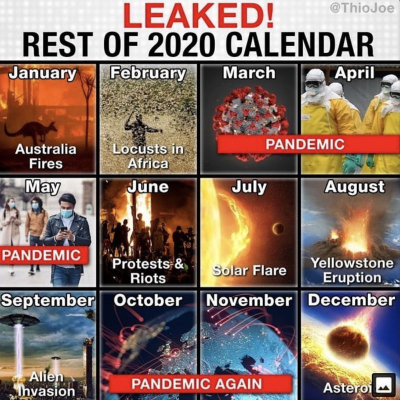 LEAKED!
@ThioJoe
REST OF 2020 CALENDAR
January
February
March
April
Australia
Fires
Locusts in
Africa
PANDEMIC
May
June
July
August
PANDEMIC
Protests &
Riots
Solar Flare
Yellowstone
Eruption
September
October
November
December
Alien
Invasion
PANDEMIC AGAIN